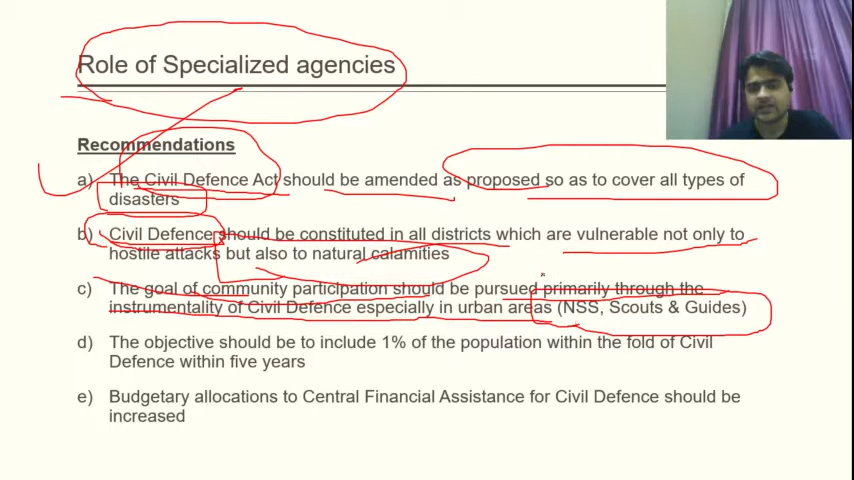 Role of Specialized agencies
Recommendations
a) The Civil Defence Act should be amended as proposed so as to cover all types of
disasters
b) Civil Defence should be constituted in all districts which are vulnerable not only to
hostile attacks but also to natural calamities
c) The goal of community participation should be pursued primarily through the
instrumentality of Civil Defence especially in urban areas (NSS, Scouts & Guides)
d) The objective should be to include 1% of the population within the fold of Civil
Defence within five years
e) Budgetary allocations to Central Financial Assistance for Civil Defence should be
increased